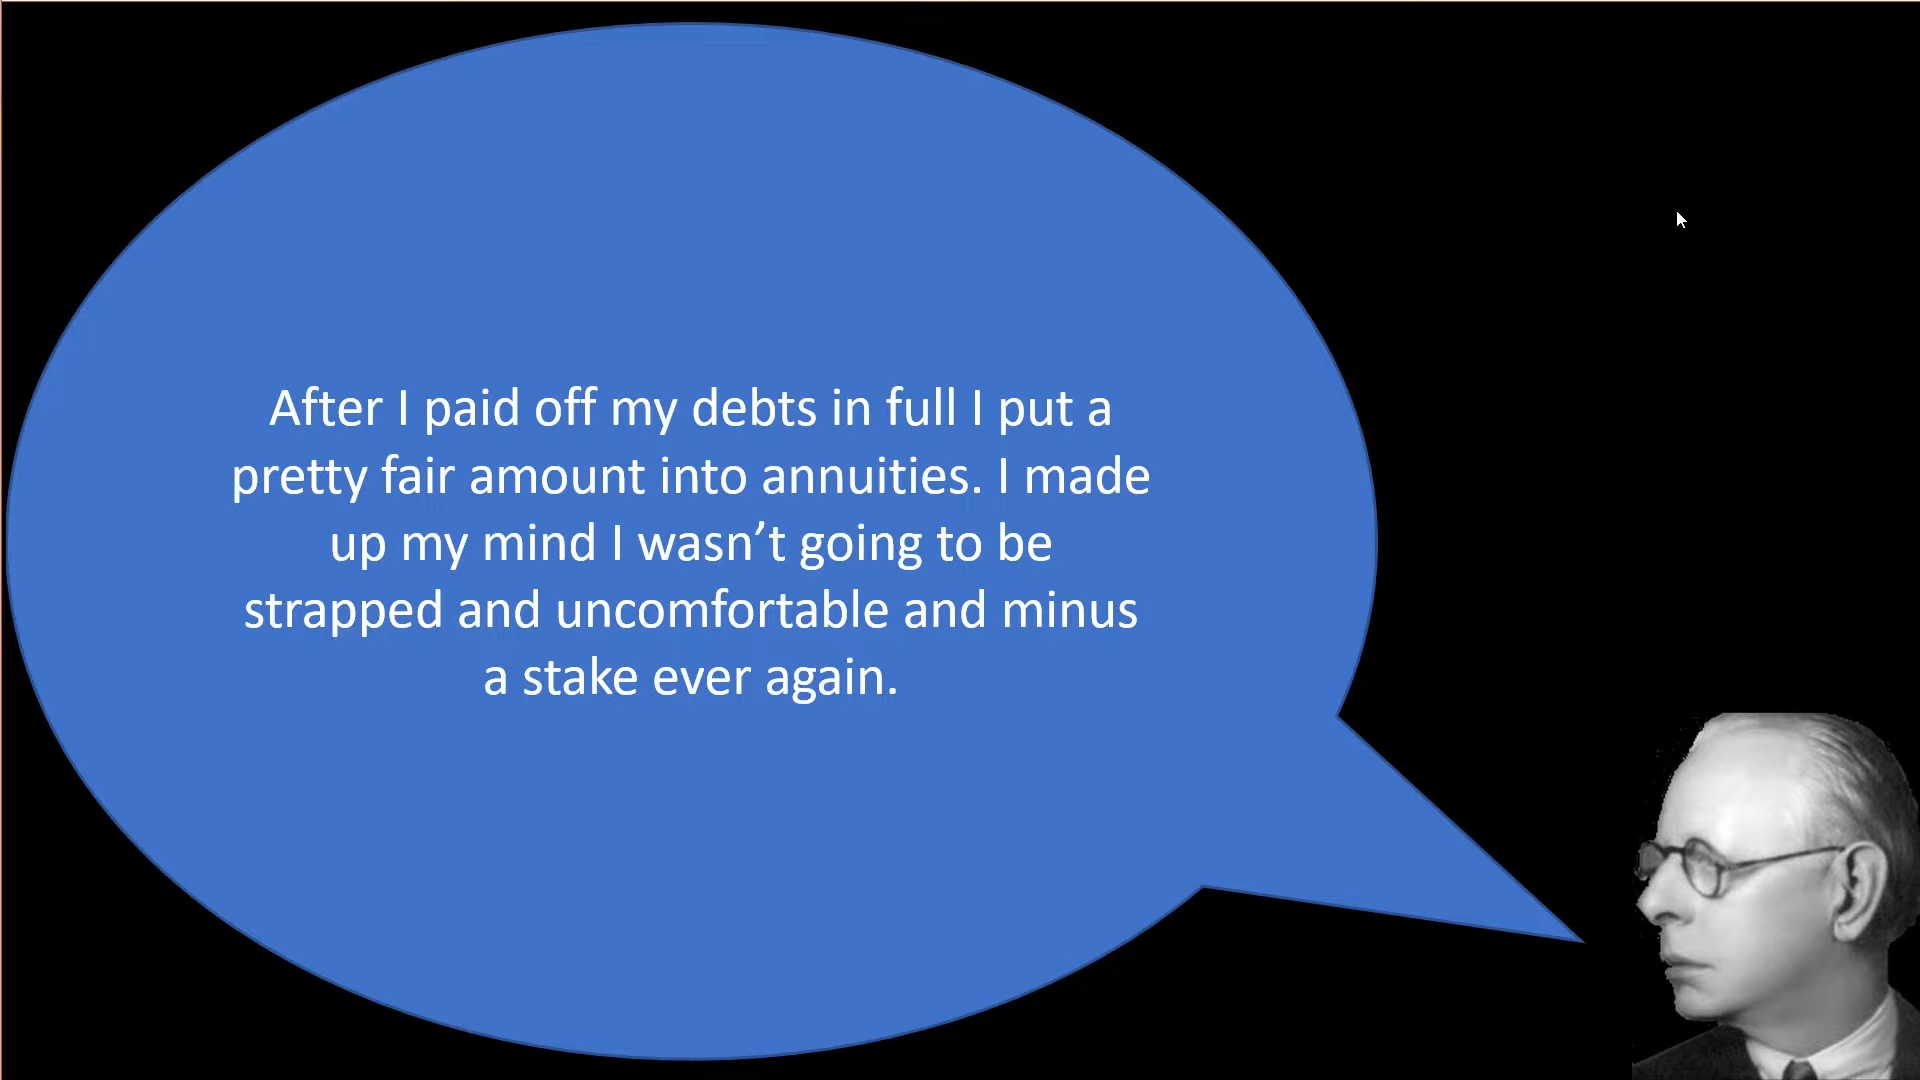 After I paid off my debts in full I put a
pretty fair amount into annuities. I made
up my mind I wasn’t going to be
strapped and uncomfortable and minus
a stake ever again.